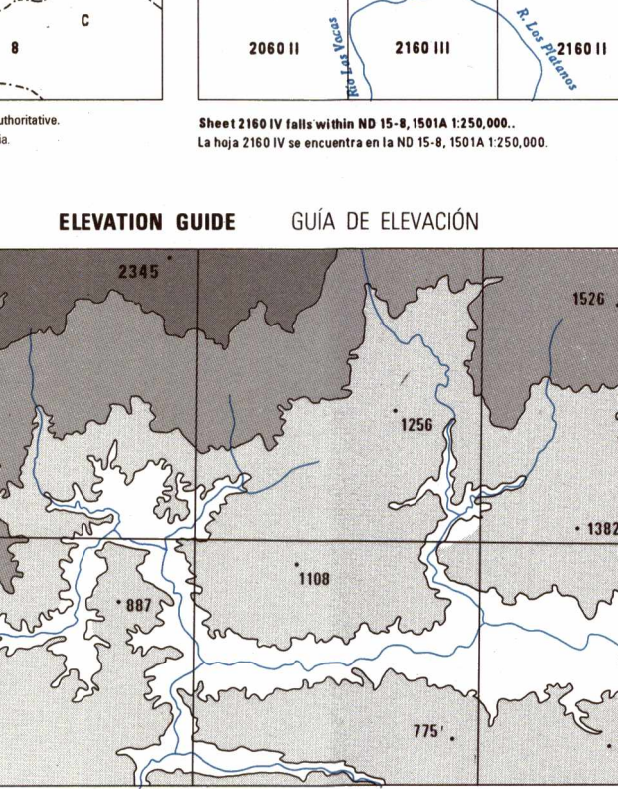 C
8
2060 II
Río Las Vacas
2160 III
R. Los Platanos
2160 II
uthoritative.
ia.
Sheet 2160 IV falls within ND 15-8, 1501A 1:250,000..
La hoja 2160 IV se encuentra en la ND 15-8, 1501A 1:250,000.
ELEVATION GUIDE GUÍA DE ELEVACIÓN
2345
1526
1256
1382
1108
887
775